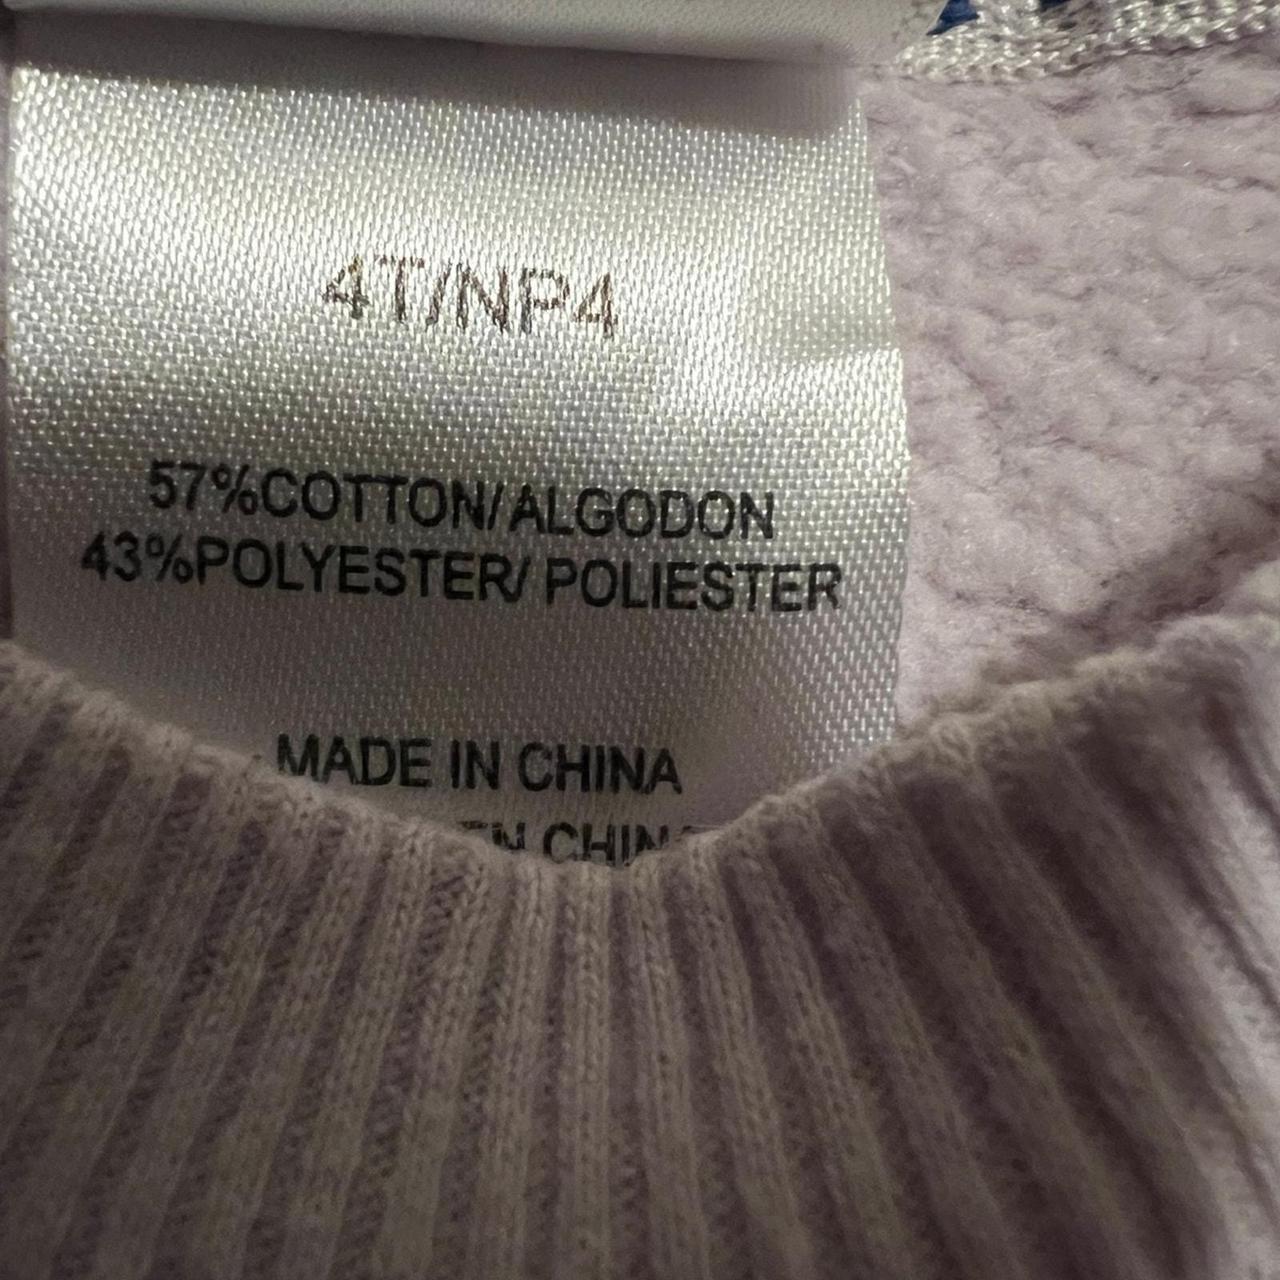 4T/NP4
57%COTTON/ALGODON
43%POLYESTER/ POLIESTER
MADE IN CHINA